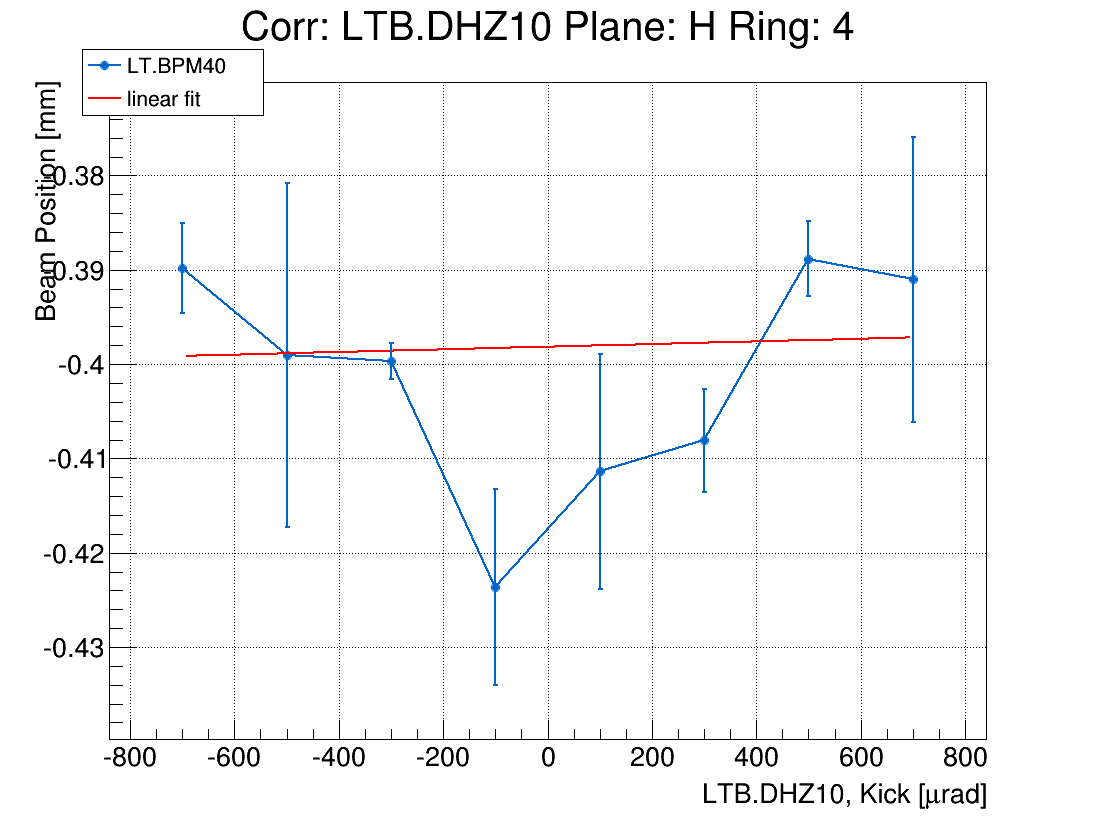 Corr: LTB.DHZ10 Plane: H Ring: 4
LT.BPM40
linear fit
Beam Position [mm]
-0.38
-0.39
-0.4
-0.41
-0.42
-0.43
-800 -600 -400 -200 0 200 400 600 800
LTB.DHZ10, Kick [μrad]